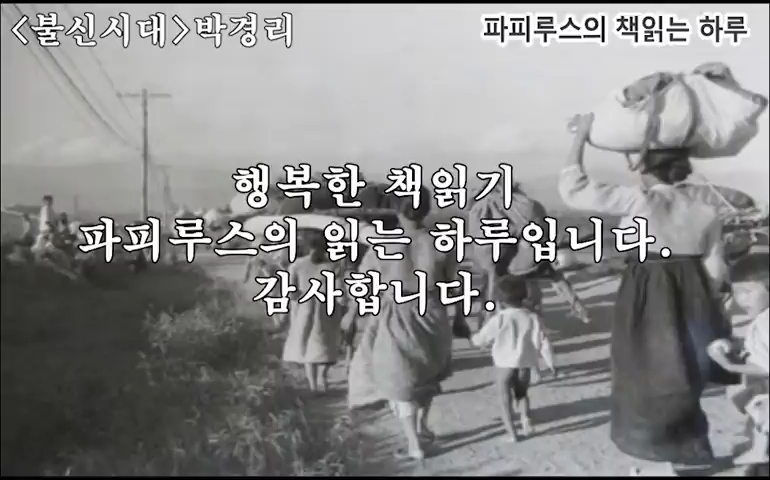 <불신시대>박경리
파피루스의 책읽는 하루
행복한 책읽기
파피루스의 읽는 하루입니다.
감사합니다.